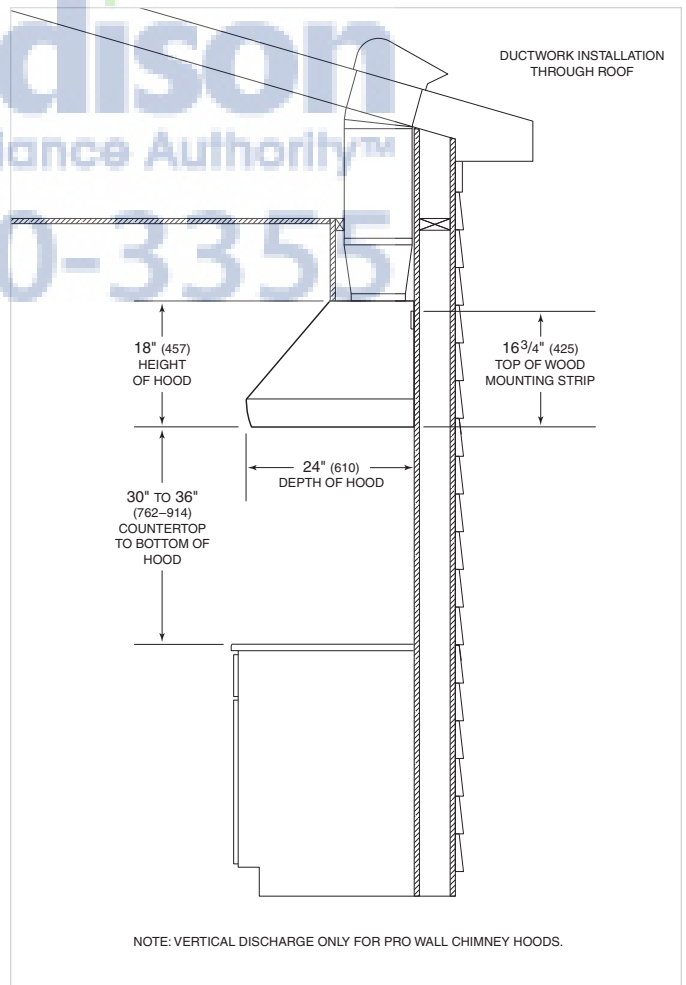 dison
iance Authority™
0-3355
DUCTWORK INSTALLATION
THROUGH ROOF
18" (457)
HEIGHT
OF HOOD
16 3/4" (425)
TOP OF WOOD
MOUNTING STRIP
24" (610)
DEPTH OF HOOD
30" TO 36"
(762–914)
COUNTERTOP
TO BOTTOM OF
HOOD
NOTE: VERTICAL DISCHARGE ONLY FOR PRO WALL CHIMNEY HOODS.